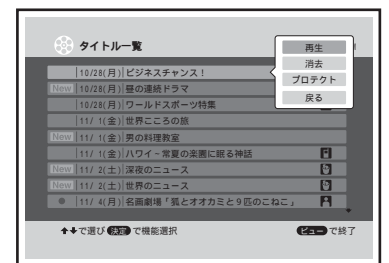 タイトル一覧
再生
消去
プロテクト
戻る
10/28(月) ビジネスチャンス!
New 10/28(月) 昼の連続ドラマ
10/28(月) ワールドスポーツ特集
11/ 1(金) 世界こころの旅
New 11/ 1(金) 男の料理教室
11/ 1(金) ハワイ-常夏の楽園に眠る神話
New 11/ 2(土) 深夜のニュース
New 11/ 2(土) 世界のニュース
11/ 4(月) 名画劇場「狐とオオカミと9匹のこねこ」
↑↓で選び 決定 で機能選択
ビュー で終了